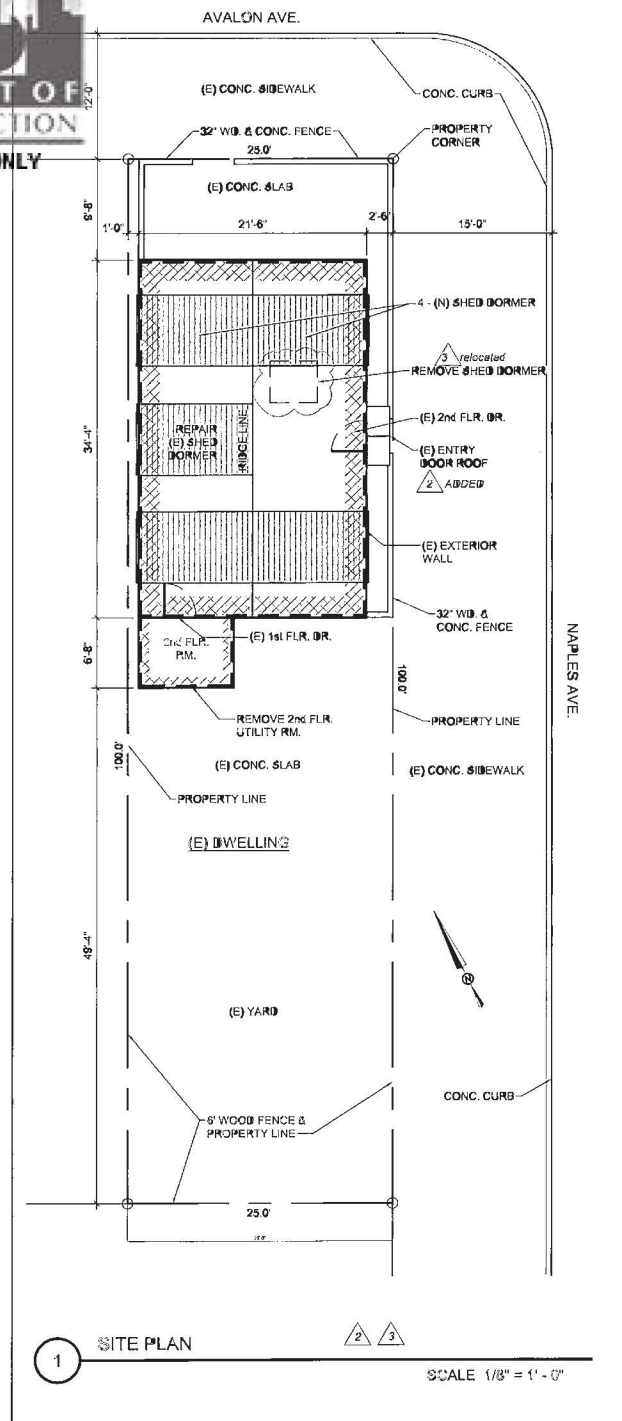 AVALON AVE.
T OF
CTION
ONLY
12'-0"
(E) CONC. SIDEWALK
CONC. CURB
32" WD. & CONC. FENCE
25.0'
PROPERTY
CORNER
(E) CONC. SLAB
9'-8"
1'-0"
21'-6"
2'-6"
15'-0"
4 - (N) SHED DORMER
3 relocated
REMOVE SHED DORMER
34'-4"
REPAIR
(E) SHED
DORMER
RIDGE LINE
(E) 2nd FLR. DR.
(E) ENTRY
DOOR ROOF
2 ADDED
(E) EXTERIOR
WALL
32" WD. &
CONC. FENCE
NAPLES AVE.
6'-8"
2nd FLR.
RM.
(E) 1st FLR. DR.
100.0'
REMOVE 2nd FLR.
UTILITY RM.
PROPERTY LINE
100.0'
(E) CONC. SLAB
(E) CONC. SIDEWALK
PROPERTY LINE
(E) DWELLING
49'-4"
N
(E) YARD
CONC. CURB
6' WOOD FENCE &
PROPERTY LINE
25.0'
1
SITE PLAN
2 3
SCALE 1/8" = 1' - 0"